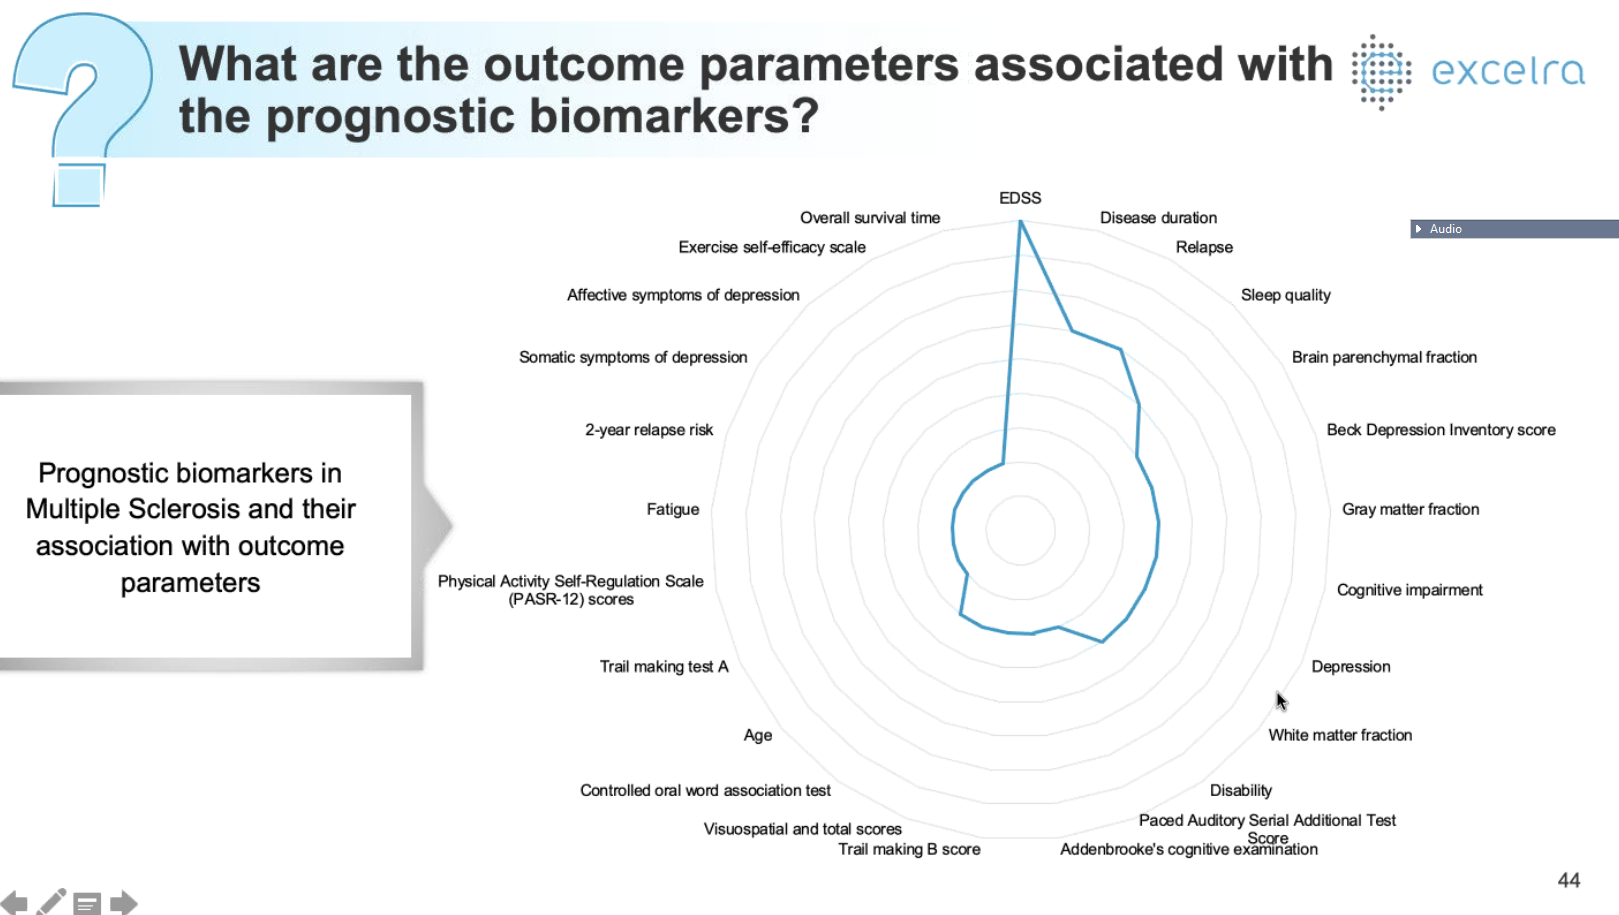 What are the outcome parameters associated with
the prognostic biomarkers?
excelra
Audio
Prognostic biomarkers in
Multiple Sclerosis and their
association with outcome
parameters
EDSS
Disease duration
Relapse
Sleep quality
Brain parenchymal fraction
Beck Depression Inventory score
Gray matter fraction
Cognitive impairment
Depression
White matter fraction
Disability
Paced Auditory Serial Additional Test
Score
Addenbrooke's cognitive examination
Trail making B score
Visuospatial and total scores
Controlled oral word association test
Age
Trail making test A
Physical Activity Self-Regulation Scale
(PASR-12) scores
Fatigue
2-year relapse risk
Somatic symptoms of depression
Affective symptoms of depression
Exercise self-efficacy scale
Overall survival time
44